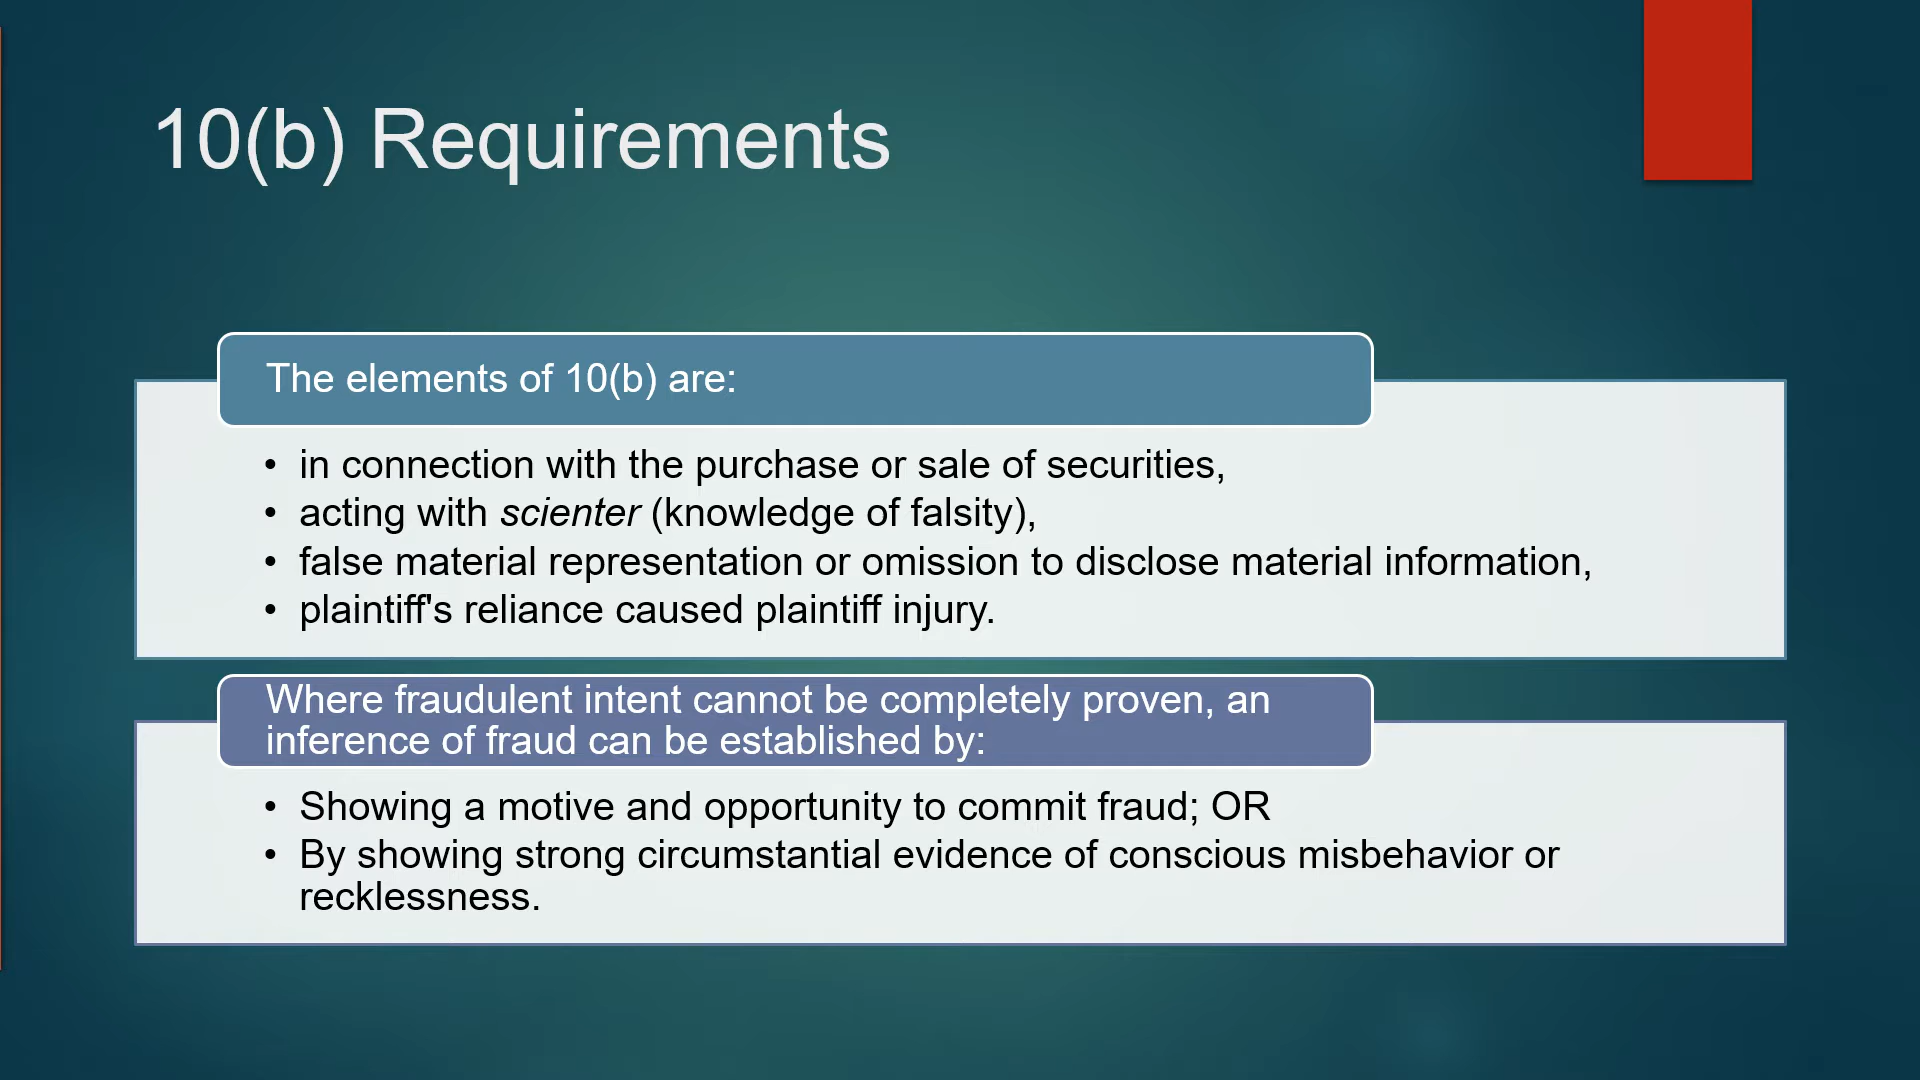 10(b) Requirements
The elements of 10(b) are:
• in connection with the purchase or sale of securities,
• acting with scienter (knowledge of falsity),
• false material representation or omission to disclose material information,
• plaintiff's reliance caused plaintiff injury.
Where fraudulent intent cannot be completely proven, an
inference of fraud can be established by:
• Showing a motive and opportunity to commit fraud; OR
• By showing strong circumstantial evidence of conscious misbehavior or
recklessness.